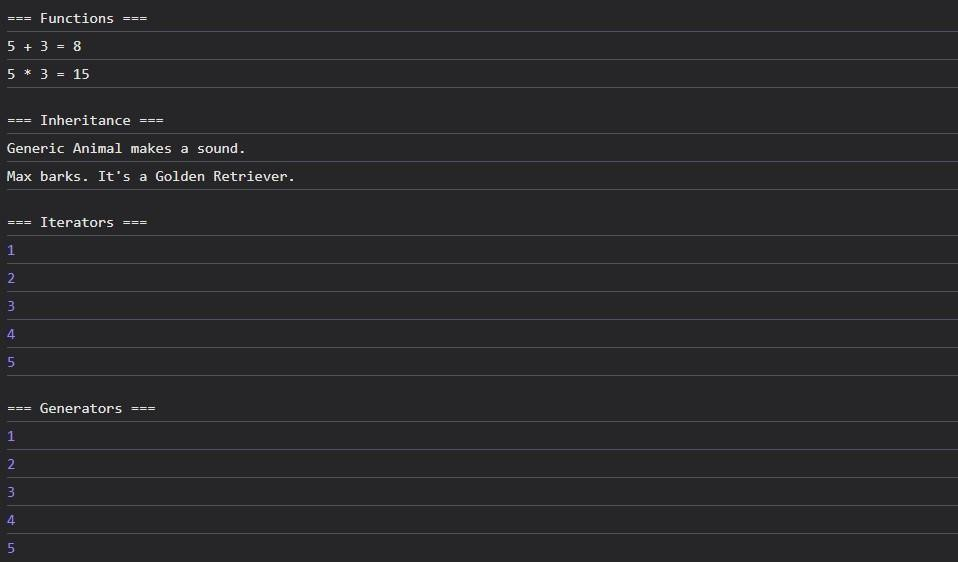 === Functions ===
5 + 3 = 8
5 * 3 = 15
=== Inheritance ===
Generic Animal makes a sound.
Max barks. It's a Golden Retriever.
=== Iterators ===
1
2
3
4
5
=== Generators ===
1
2
3
4
5